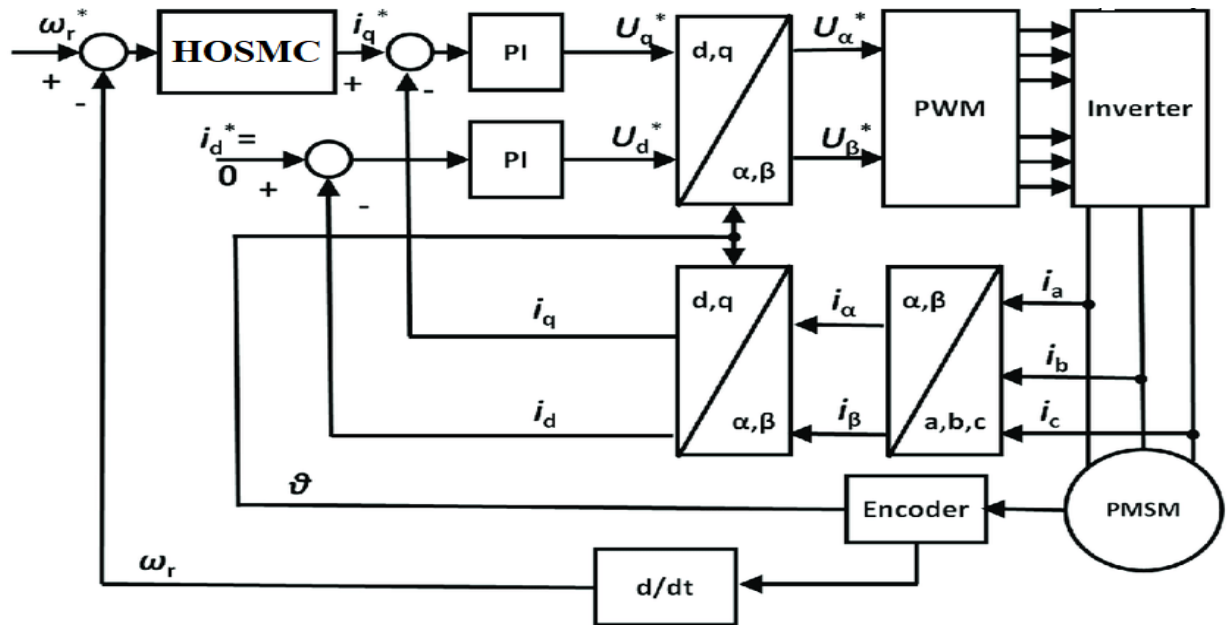 ωr*
+
-
HOSMC
iq*
+
-
PI
Uq*
d,q
α,β
Uα*
Uβ*
PWM
Inverter
id*=
0
+
-
PI
Ud*
iq
id
d,q
α,β
iα
iβ
α,β
a,b,c
ia
ib
ic
ϑ
Encoder
PMSM
ωr
d/dt